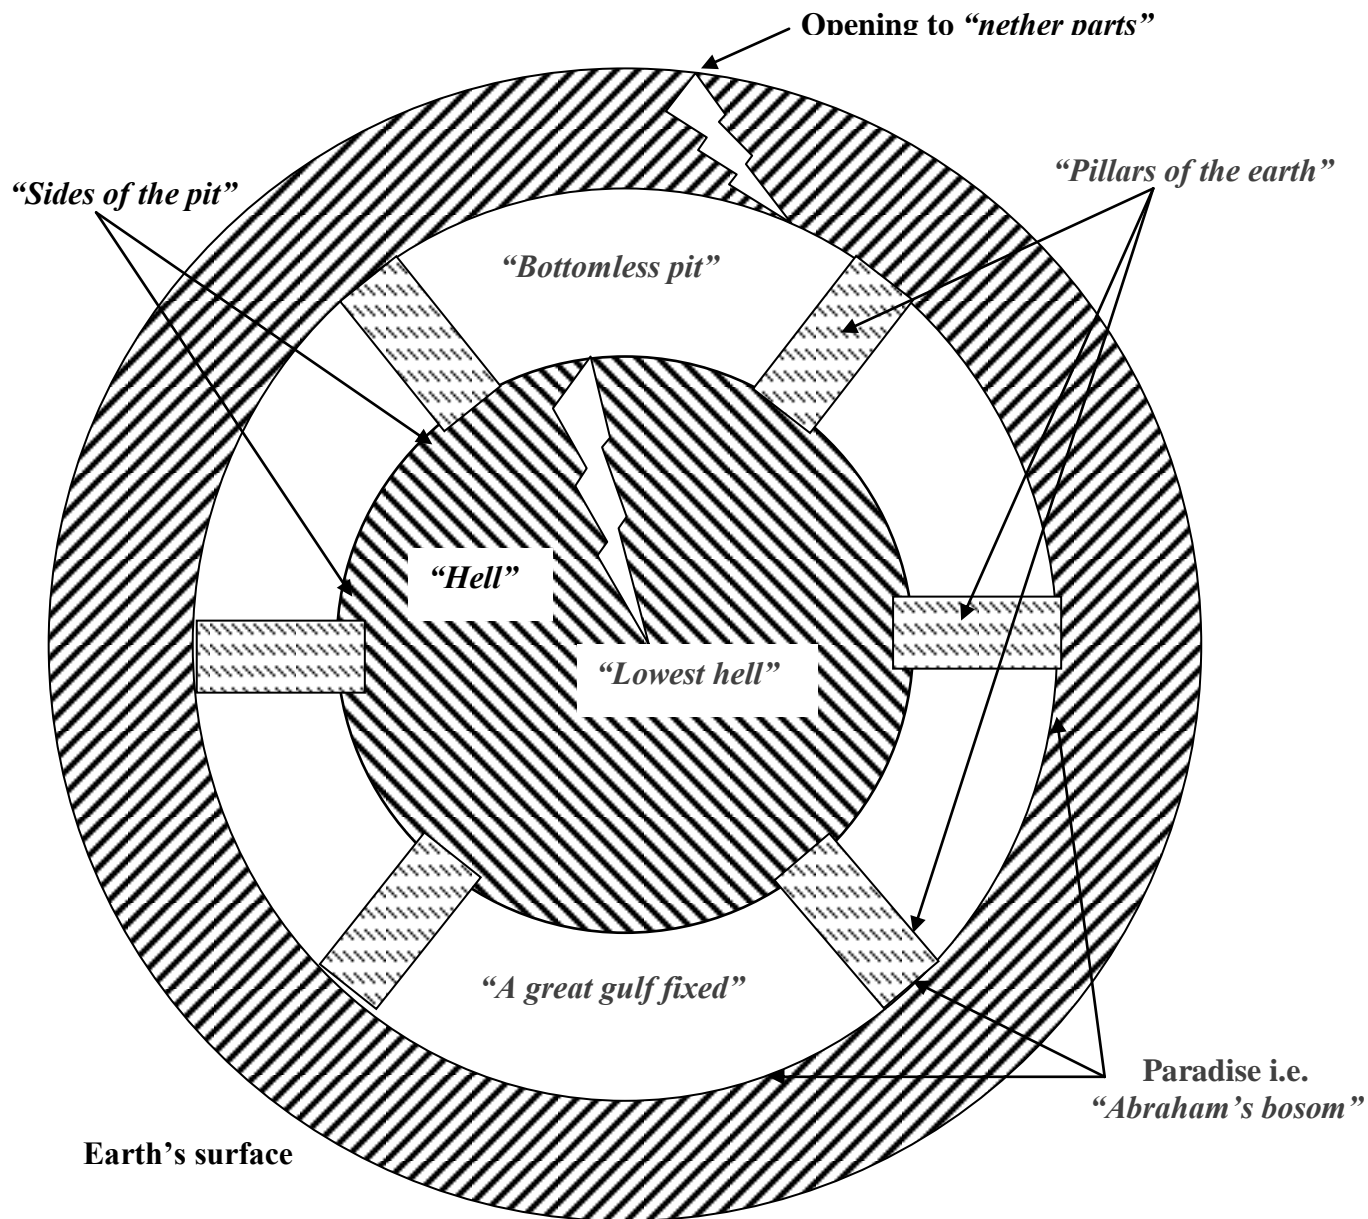 Opening to “nether parts”
“Pillars of the earth”
“Sides of the pit”
“Bottomless pit”
“Hell”
“Lowest hell”
“A great gulf fixed”
Paradise i.e.
“Abraham’s bosom”
Earth’s surface